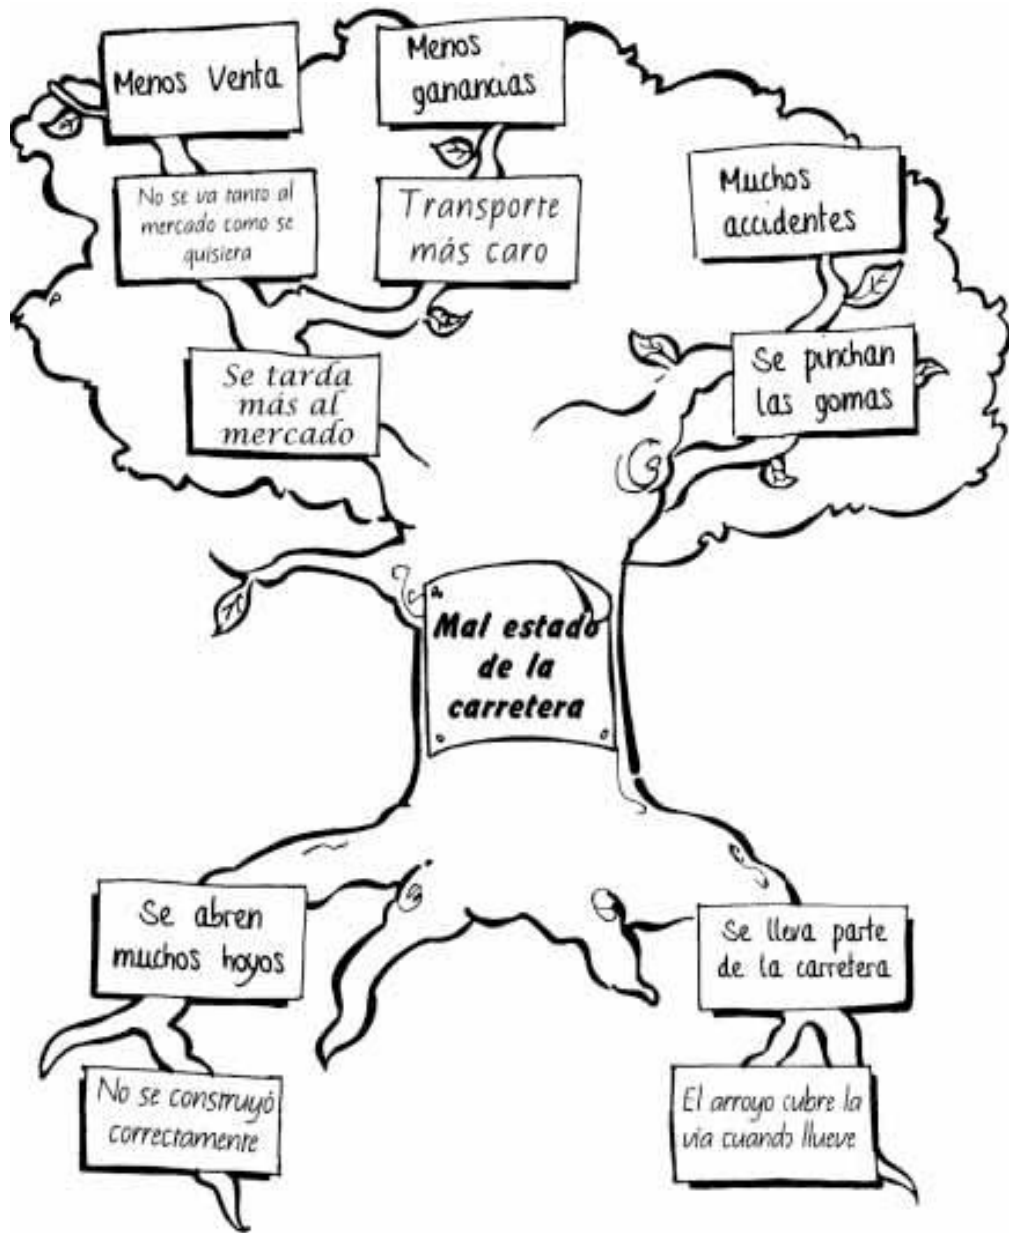 Menos Venta
Menos
ganancias
Muchos
accidentes
No se va tanto al
mercado como se
quisiera
Transporte
más caro
Se tarda
más al
mercado
Se pinchan
las gomas
Mal estado
de la
carretera
Se abren
muchos hoyos
Se lleva parte
de la carretera
No se construyó
correctamente
El arroyo cubre la
vía cuando llueve